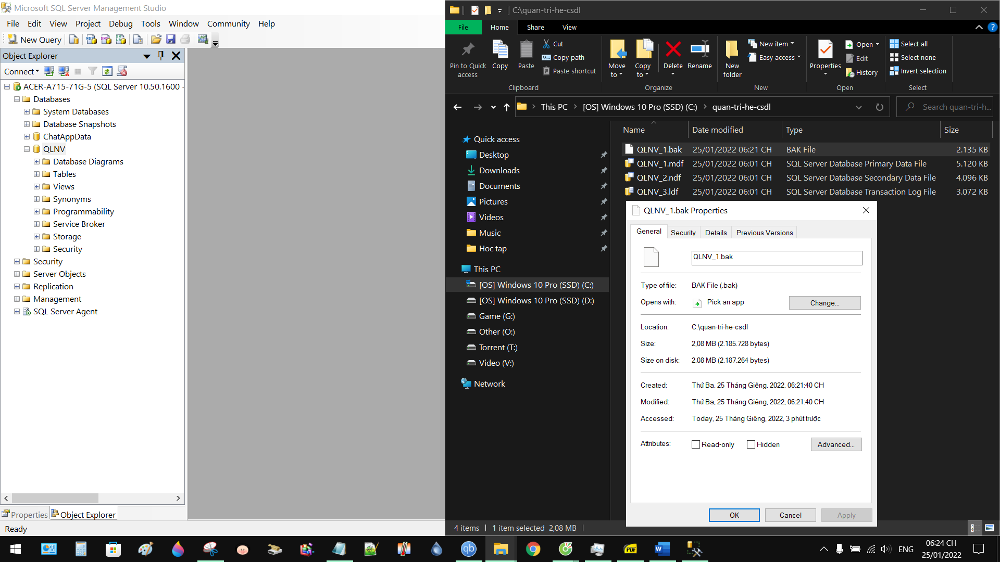 Microsoft SQL Server Management Studio
File Edit View Project Debug Tools Window Community Help
New Query
Object Explorer
Connect
ACER-A715-71G-5 (SQL Server 10.50.1600 -
Databases
System Databases
Database Snapshots
ChatAppData
QLNV
Database Diagrams
Tables
Views
Synonyms
Programmability
Service Broker
Storage
Security
Security
Server Objects
Replication
Management
SQL Server Agent
Properties Object Explorer
Ready
C:\quan-tri-he-csdl
File Home Share View
Pin to Quick access
Copy
Paste
Cut
Copy path
Paste shortcut
Clipboard
Move to
Copy to
Delete
Rename
Organize
New folder
New item
Easy access
New
Properties
Open
Edit
History
Open
Select all
Select none
Invert selection
Select
This PC [OS] Windows 10 Pro (SSD) (C:) quan-tri-he-csdl
Search quan-tri-h...
Quick access
Desktop
Downloads
Documents
Pictures
Videos
Music
Hoc tap
This PC
[OS] Windows 10 Pro (SSD) (C:)
[OS] Windows 10 Pro (SSD) (D:)
Game (G:)
Other (O:)
Torrent (T:)
Video (V:)
Network
Name Date modified Type Size
QLNV_1.bak 25/01/2022 06:21 CH BAK File 2.135 KB
QLNV_1.mdf 25/01/2022 06:01 CH SQL Server Database Primary Data File 5.120 KB
QLNV_2.ndf 25/01/2022 06:01 CH SQL Server Database Secondary Data File 4.096 KB
QLNV_3.ldf 25/01/2022 06:01 CH SQL Server Database Transaction Log File 3.072 KB
QLNV_1.bak Properties
General Security Details Previous Versions
QLNV_1.bak
Type of file: BAK File (.bak)
Opens with: Pick an app Change...
Location: C:\quan-tri-he-csdl
Size: 2,08 MB (2.185.728 bytes)
Size on disk: 2,08 MB (2.187.264 bytes)
Created: Thứ Ba, 25 Tháng Giêng, 2022, 06:21:40 CH
Modified: Thứ Ba, 25 Tháng Giêng, 2022, 06:21:40 CH
Accessed: Today, 25 Tháng Giêng, 2022, 3 phút trước
Attributes: Read-only Hidden Advanced...
OK Cancel Apply
4 items 1 item selected 2,08 MB
qb
PDF
W
ENG
06:24 CH
25/01/2022